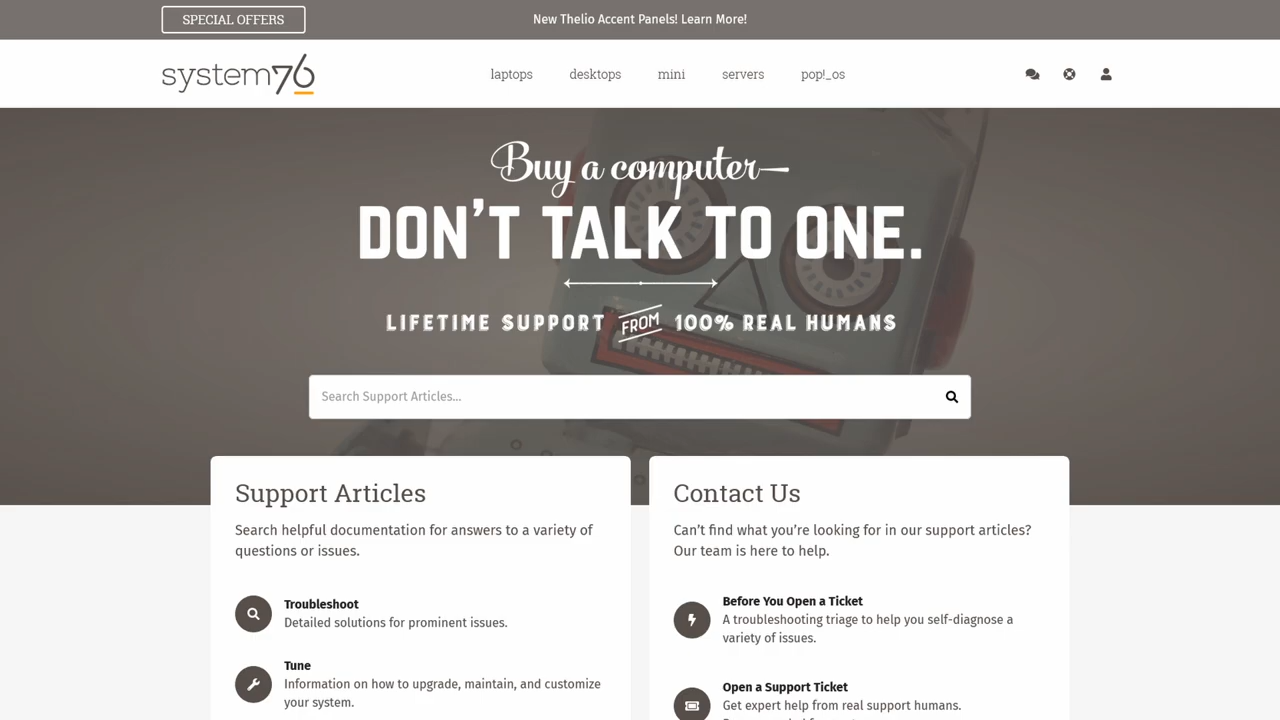 SPECIAL OFFERS
New Thelio Accent Panels! Learn More!
system76
laptops
desktops
mini
servers
pop!_os
Buy a computer—
DON'T TALK TO ONE.
LIFETIME SUPPORT FROM 100% REAL HUMANS
Search Support Articles...
Support Articles
Search helpful documentation for answers to a variety of
questions or issues.
Troubleshoot
Detailed solutions for prominent issues.
Tune
Information on how to upgrade, maintain, and customize
your system.
Contact Us
Can't find what you're looking for in our support articles?
Our team is here to help.
Before You Open a Ticket
A troubleshooting triage to help you self-diagnose a
variety of issues.
Open a Support Ticket
Get expert help from real support humans.